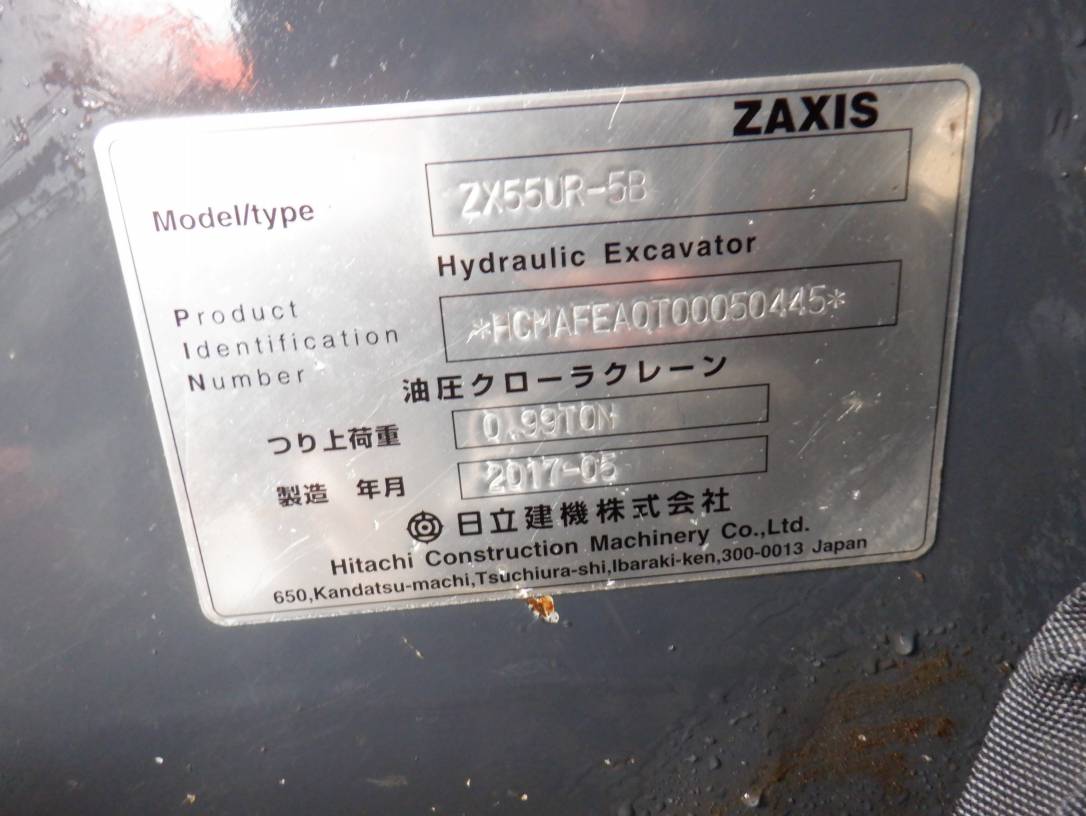 ZAXIS
Model/type ZX55UR-5B
Hydraulic Excavator
Product
Identification
Number
*HCMAFEAQT00050445*
油圧クローラクレーン
つり上荷重 0.99TON
製造 年月 2017-05
日立建機株式会社
Hitachi Construction Machinery Co.,Ltd.
650,Kandatsu-machi,Tsuchiura-shi,Ibaraki-ken,300-0013 Japan